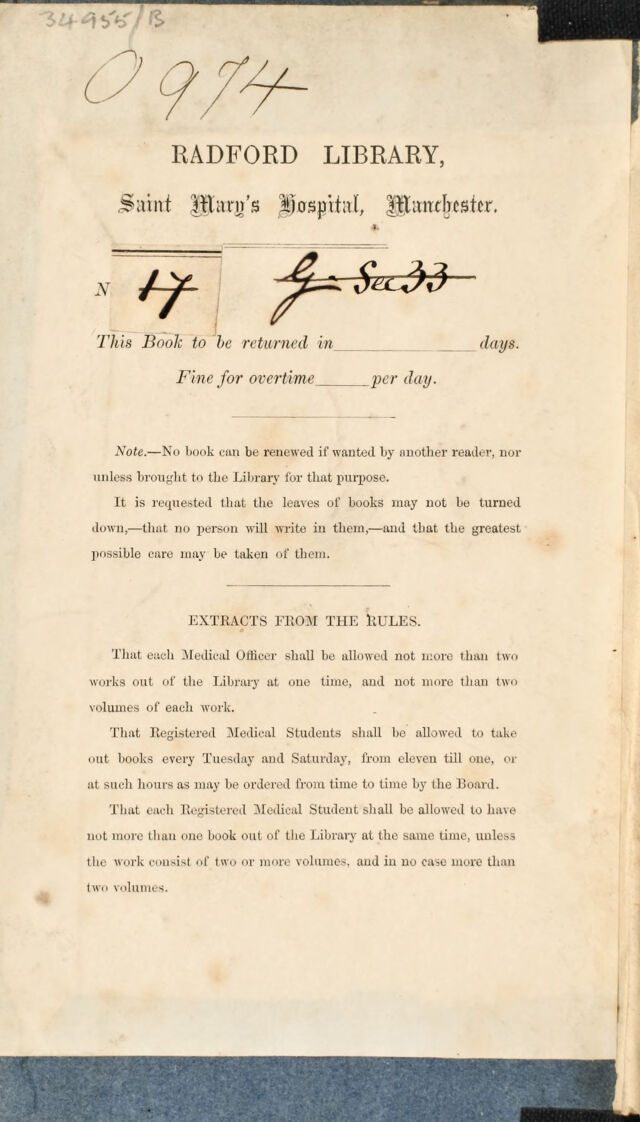 34955/B
0974
RADFORD LIBRARY,
Saint Mary's Hospital, Manchester.
N 17 G. Sec 33
This Book to be returned in______days.
Fine for overtime____per day.
Note.—No book can be renewed if wanted by another reader, nor
unless brought to the Library for that purpose.
It is requested that the leaves of books may not be turned
down,—that no person will write in them,—and that the greatest
possible care may be taken of them.
EXTRACTS FROM THE RULES.
That each Medical Officer shall be allowed not more than two
works out of the Library at one time, and not more than two
volumes of each work.
That Registered Medical Students shall be allowed to take
out books every Tuesday and Saturday, from eleven till one, or
at such hours as may be ordered from time to time by the Board.
That each Registered Medical Student shall be allowed to have
not more than one book out of the Library at the same time, unless
the work consist of two or more volumes, and in no case more than
two volumes.